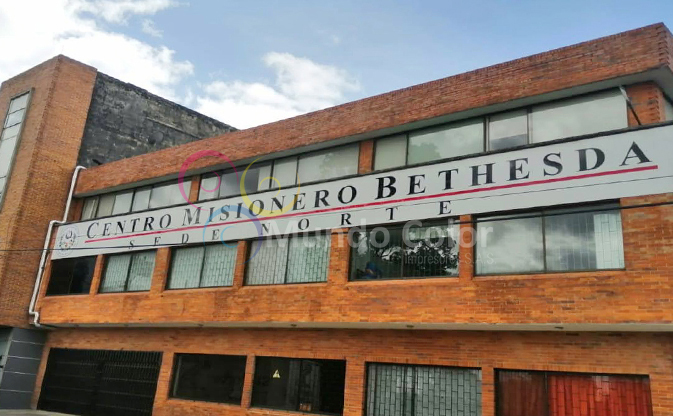 CENTRO MISIONERO BETHESDA
SEDE NORTE
Mundo Color